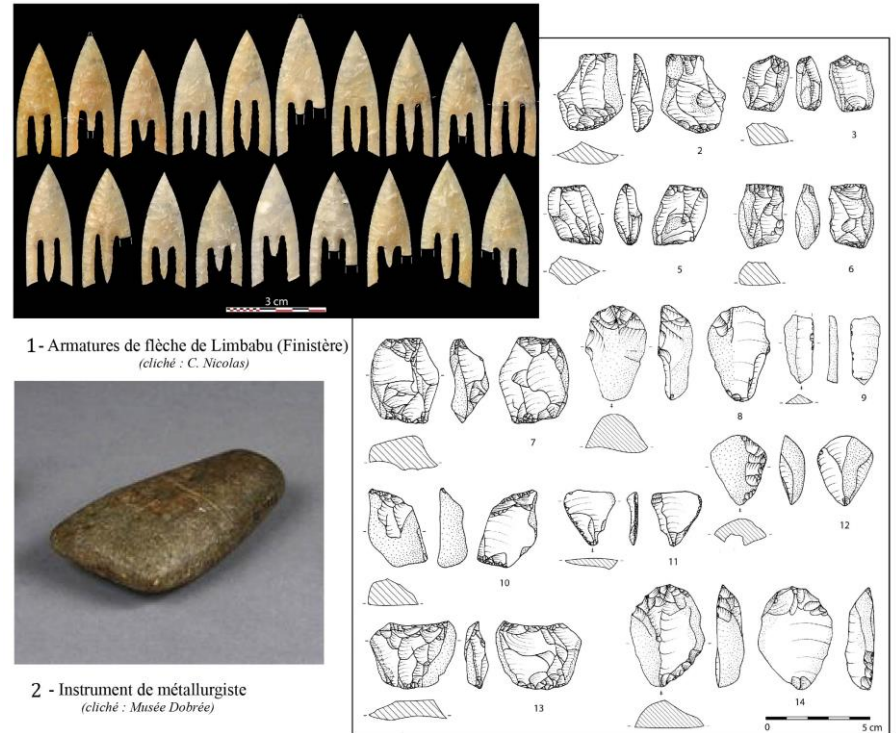 3 cm
1- Armatures de flèche de Limbabu (Finistère)
(cliché : C. Nicolas)
2 - Instrument de métallurgiste
(cliché : Musée Dobrée)
2
3
5
6
7
8
9
10
11
12
13
14
0 5 cm